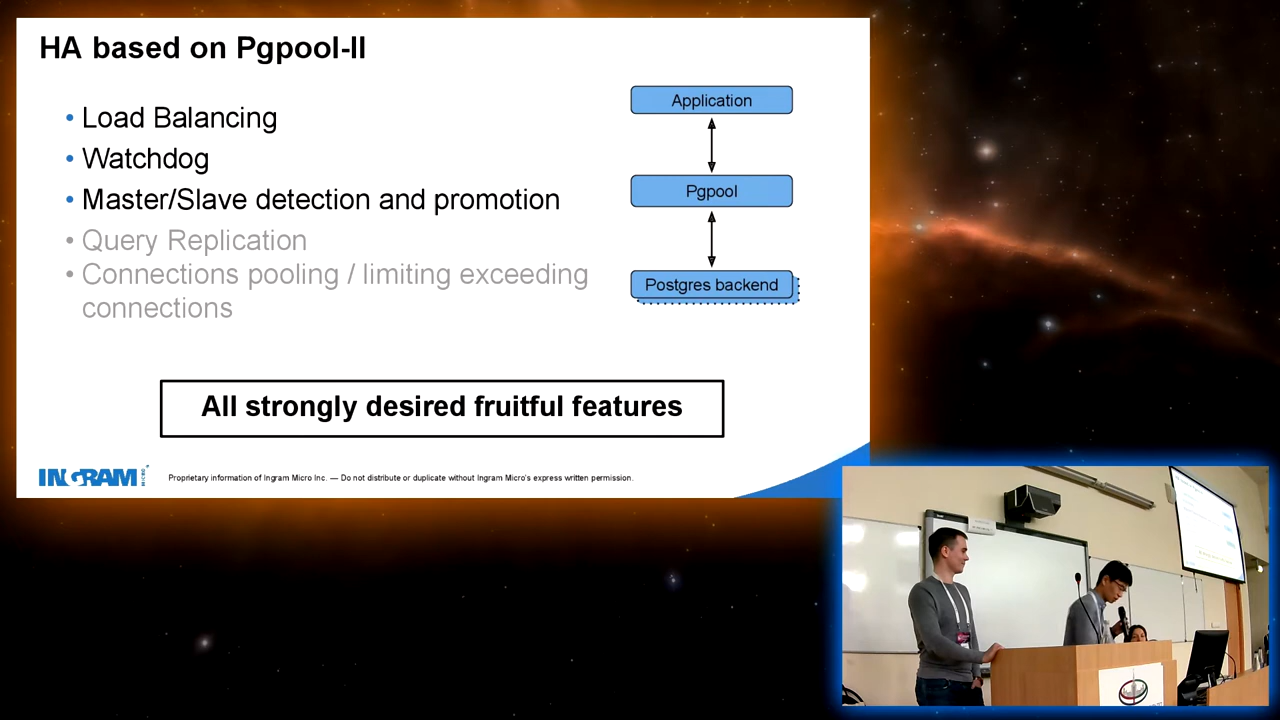 HA based on Pgpool-II
• Load Balancing
• Watchdog
• Master/Slave detection and promotion
• Query Replication
• Connections pooling / limiting exceeding
connections
Application
Pgpool
Postgres backend
All strongly desired fruitful features
INGRAM MICRO
Proprietary information of Ingram Micro Inc. — Do not distribute or duplicate without Ingram Micro's express written permission.